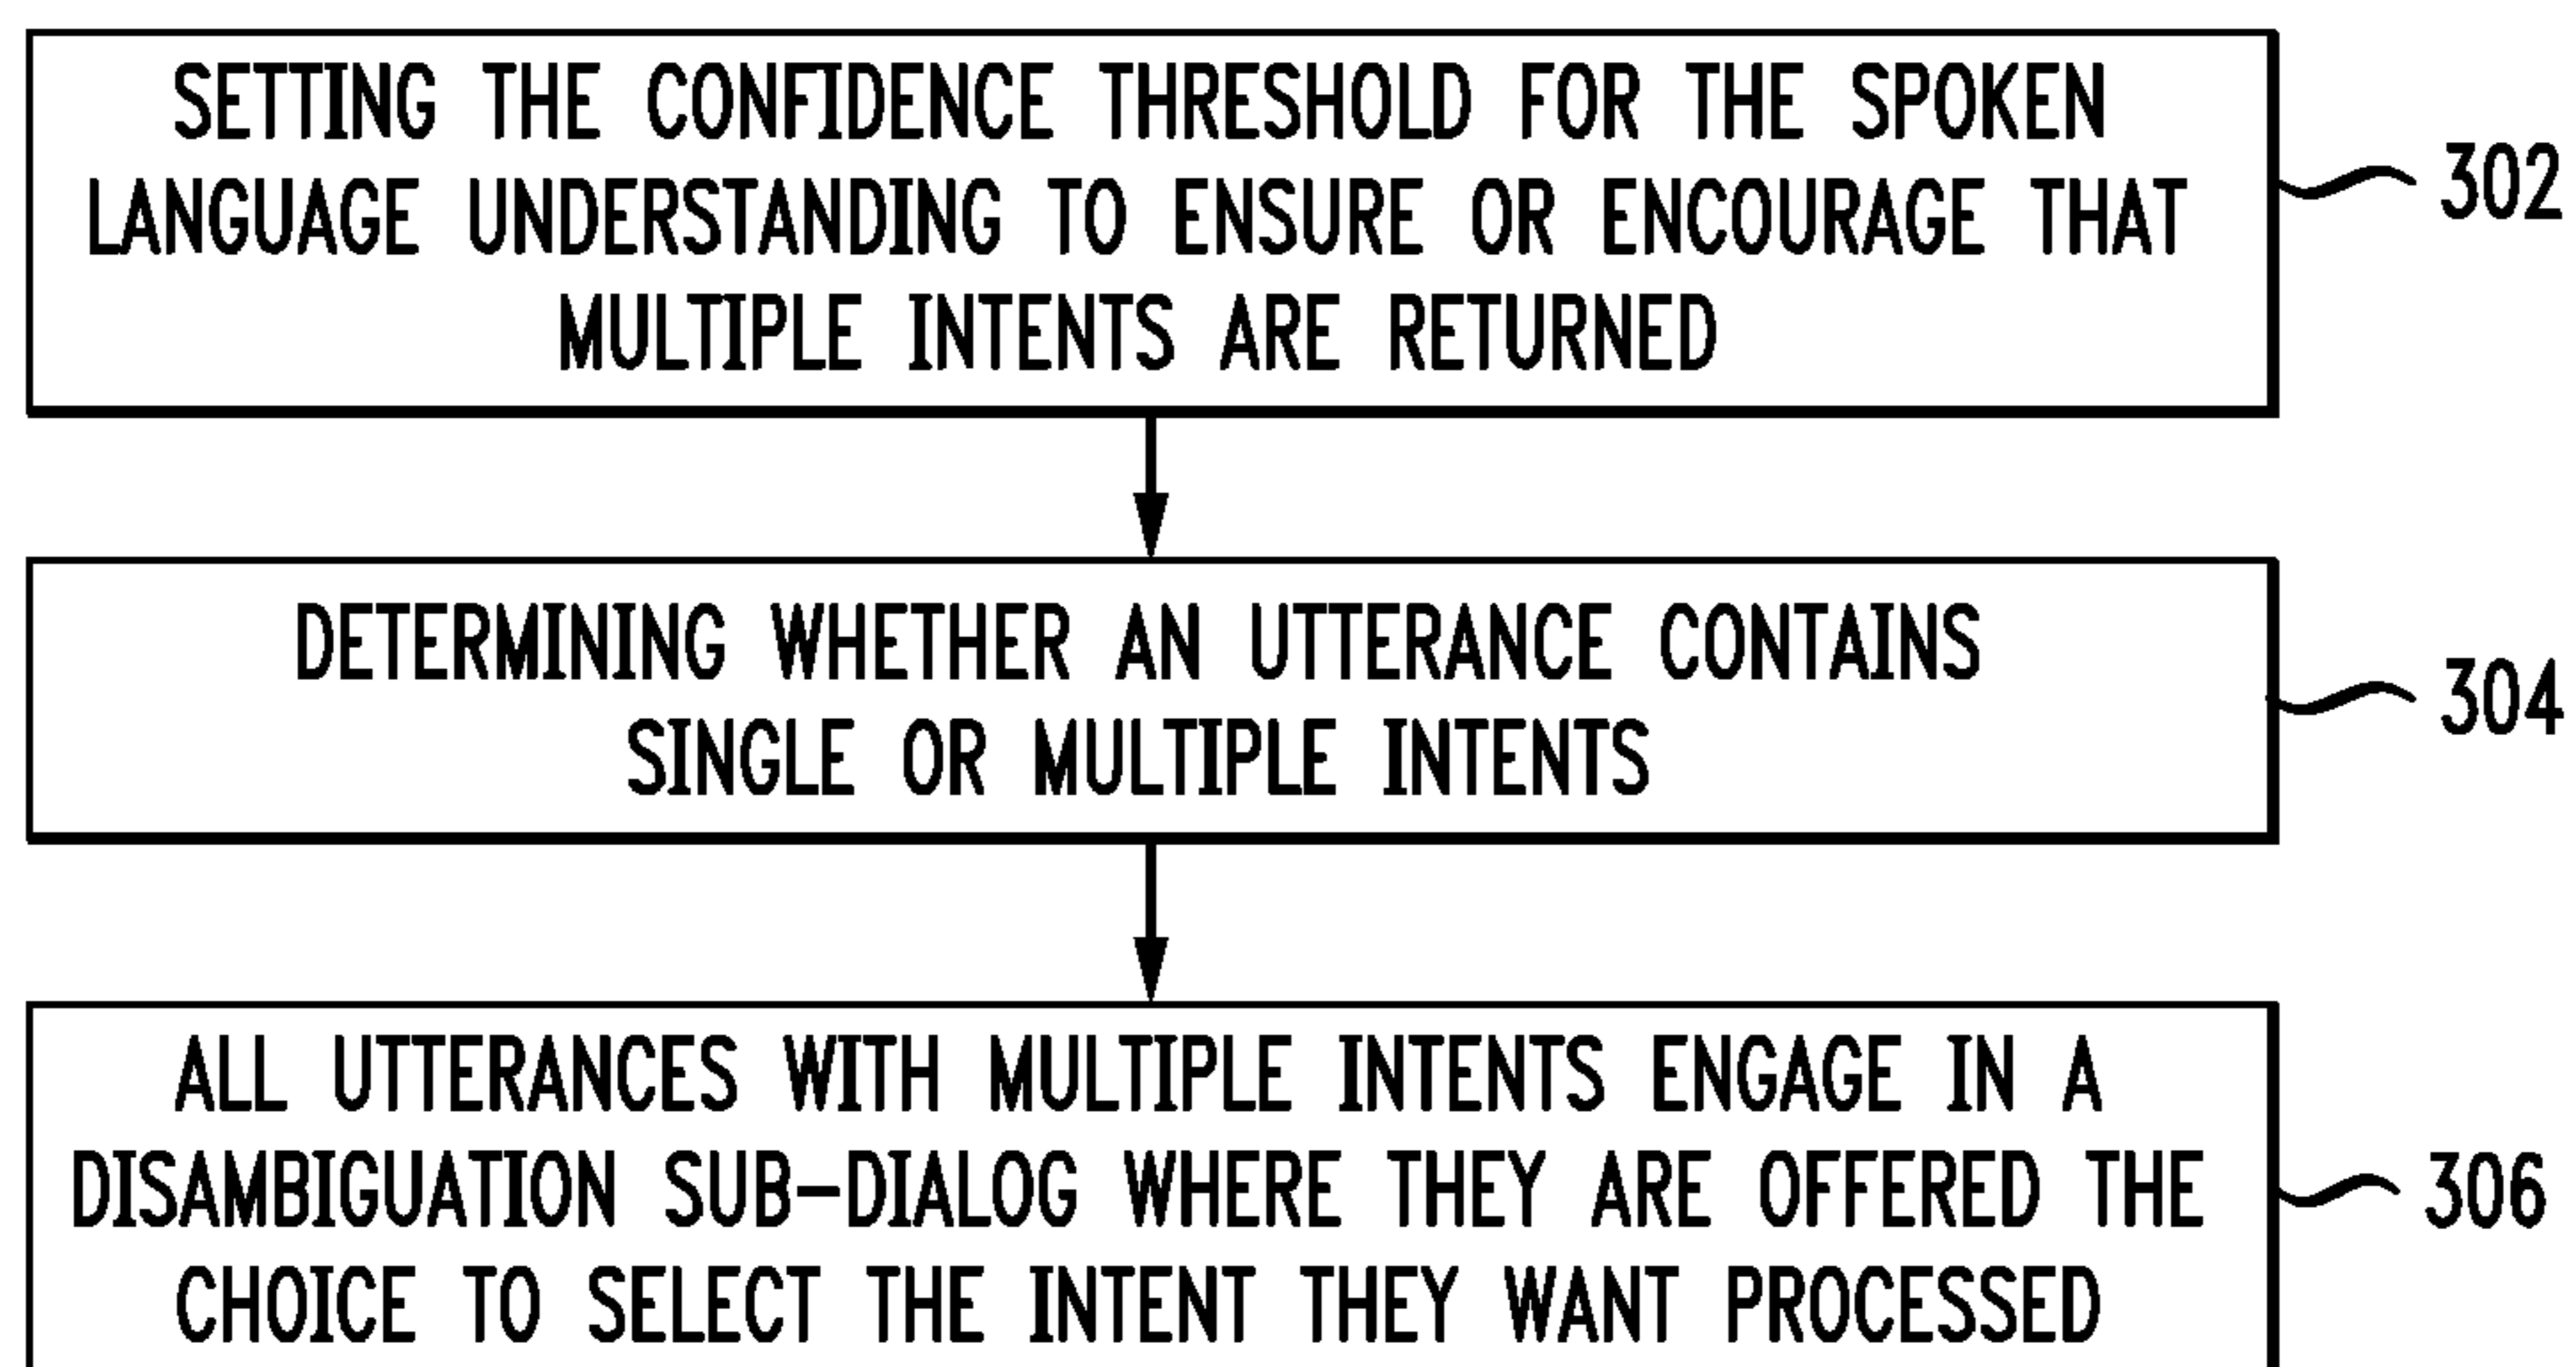 SETTING THE CONFIDENCE THRESHOLD FOR THE SPOKEN
LANGUAGE UNDERSTANDING TO ENSURE OR ENCOURAGE THAT
MULTIPLE INTENTS ARE RETURNED
302
DETERMINING WHETHER AN UTTERANCE CONTAINS
SINGLE OR MULTIPLE INTENTS
304
ALL UTTERANCES WITH MULTIPLE INTENTS ENGAGE IN A
DISAMBIGUATION SUB-DIALOG WHERE THEY ARE OFFERED THE
CHOICE TO SELECT THE INTENT THEY WANT PROCESSED
306